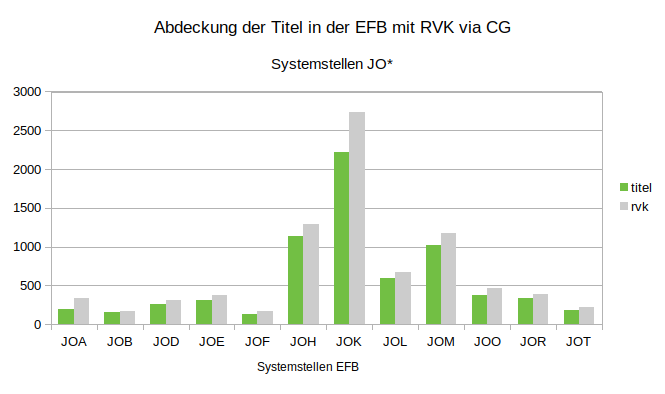 Abdeckung der Titel in der EFB mit RVK via CG
Systemstellen JO*
3000
2500
2000
1500
1000
500
0
titel
rvk
JOA JOB JOD JOE JOF JOH JOK JOL JOM JOO JOR JOT
Systemstellen EFB